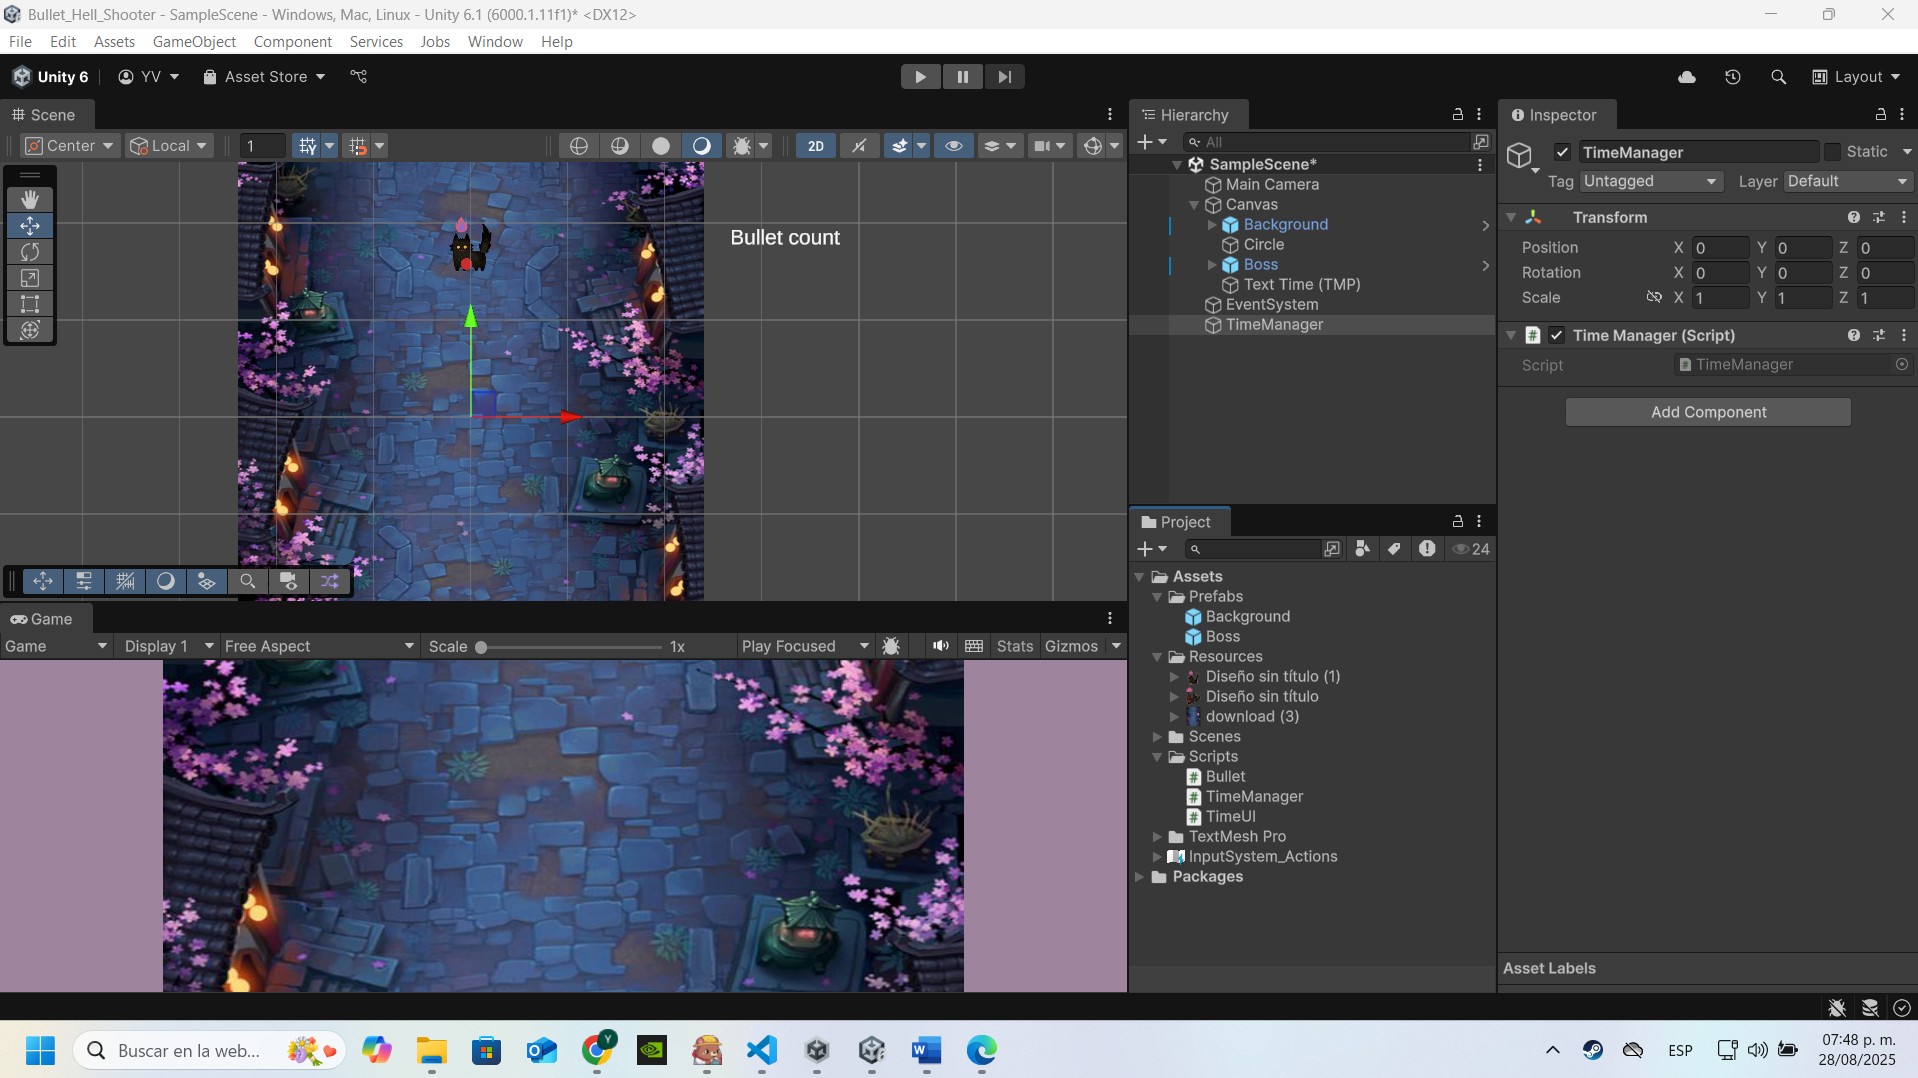 Bullet_Hell_Shooter - SampleScene - Windows, Mac, Linux - Unity 6.1 (6000.1.11f1)* <DX12>
File Edit Assets GameObject Component Services Jobs Window Help
Unity 6 YV Asset Store Layout
Scene
Center Local 1 2D
Bullet count
Game
Game Display 1 Free Aspect Scale 1x Play Focused Stats Gizmos
Hierarchy
All
SampleScene*
Main Camera
Canvas
Background
Circle
Boss
Text Time (TMP)
EventSystem
TimeManager
Project
24
Assets
Prefabs
Background
Boss
Resources
Diseño sin título (1)
Diseño sin título
download (3)
Scenes
Scripts
Bullet
TimeManager
TimeUI
TextMesh Pro
InputSystem_Actions
Packages
Inspector
TimeManager Static
Tag Untagged Layer Default
Transform
Position X 0 Y 0 Z 0
Rotation X 0 Y 0 Z 0
Scale X 1 Y 1 Z 1
Time Manager (Script)
Script TimeManager
Add Component
Asset Labels
Buscar en la web...
Y
ESP
07:48 p. m.
28/08/2025